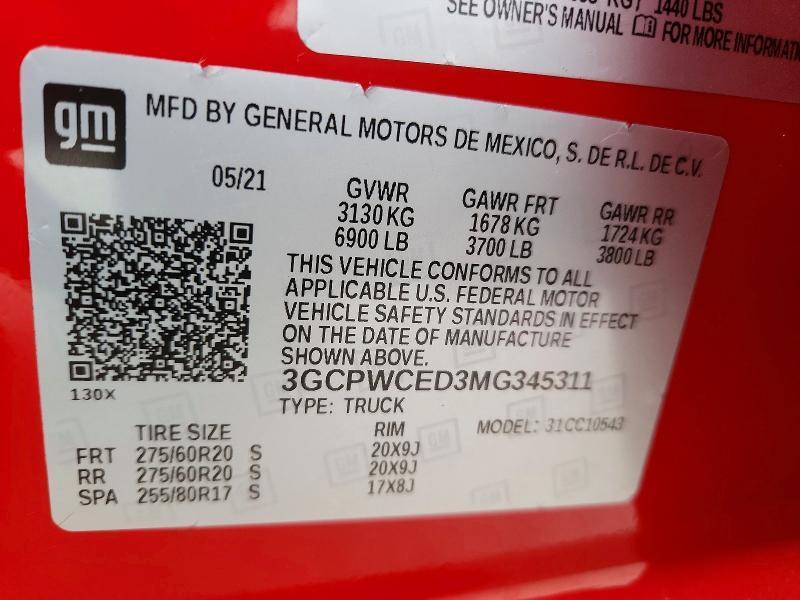 1440 LBS
SEE OWNER'S MANUAL FOR MORE
gm
MFD BY GENERAL MOTORS DE MEXICO, S. DE R.L. DE C.V.
05/21
GVWR GAWR FRT GAWR RR
3130 KG 1678 KG 1724 KG
6900 LB 3700 LB 3800 LB
THIS VEHICLE CONFORMS TO ALL
APPLICABLE U.S. FEDERAL MOTOR
VEHICLE SAFETY STANDARDS IN EFFECT
ON THE DATE OF MANUFACTURE
SHOWN ABOVE.
3GCPWCED3MG345311
130X
TYPE: TRUCK
TIRE SIZE RIM MODEL: 31CC10543
FRT 275/60R20 S 20X9J
RR 275/60R20 S 20X9J
SPA 255/80R17 S 17X8J